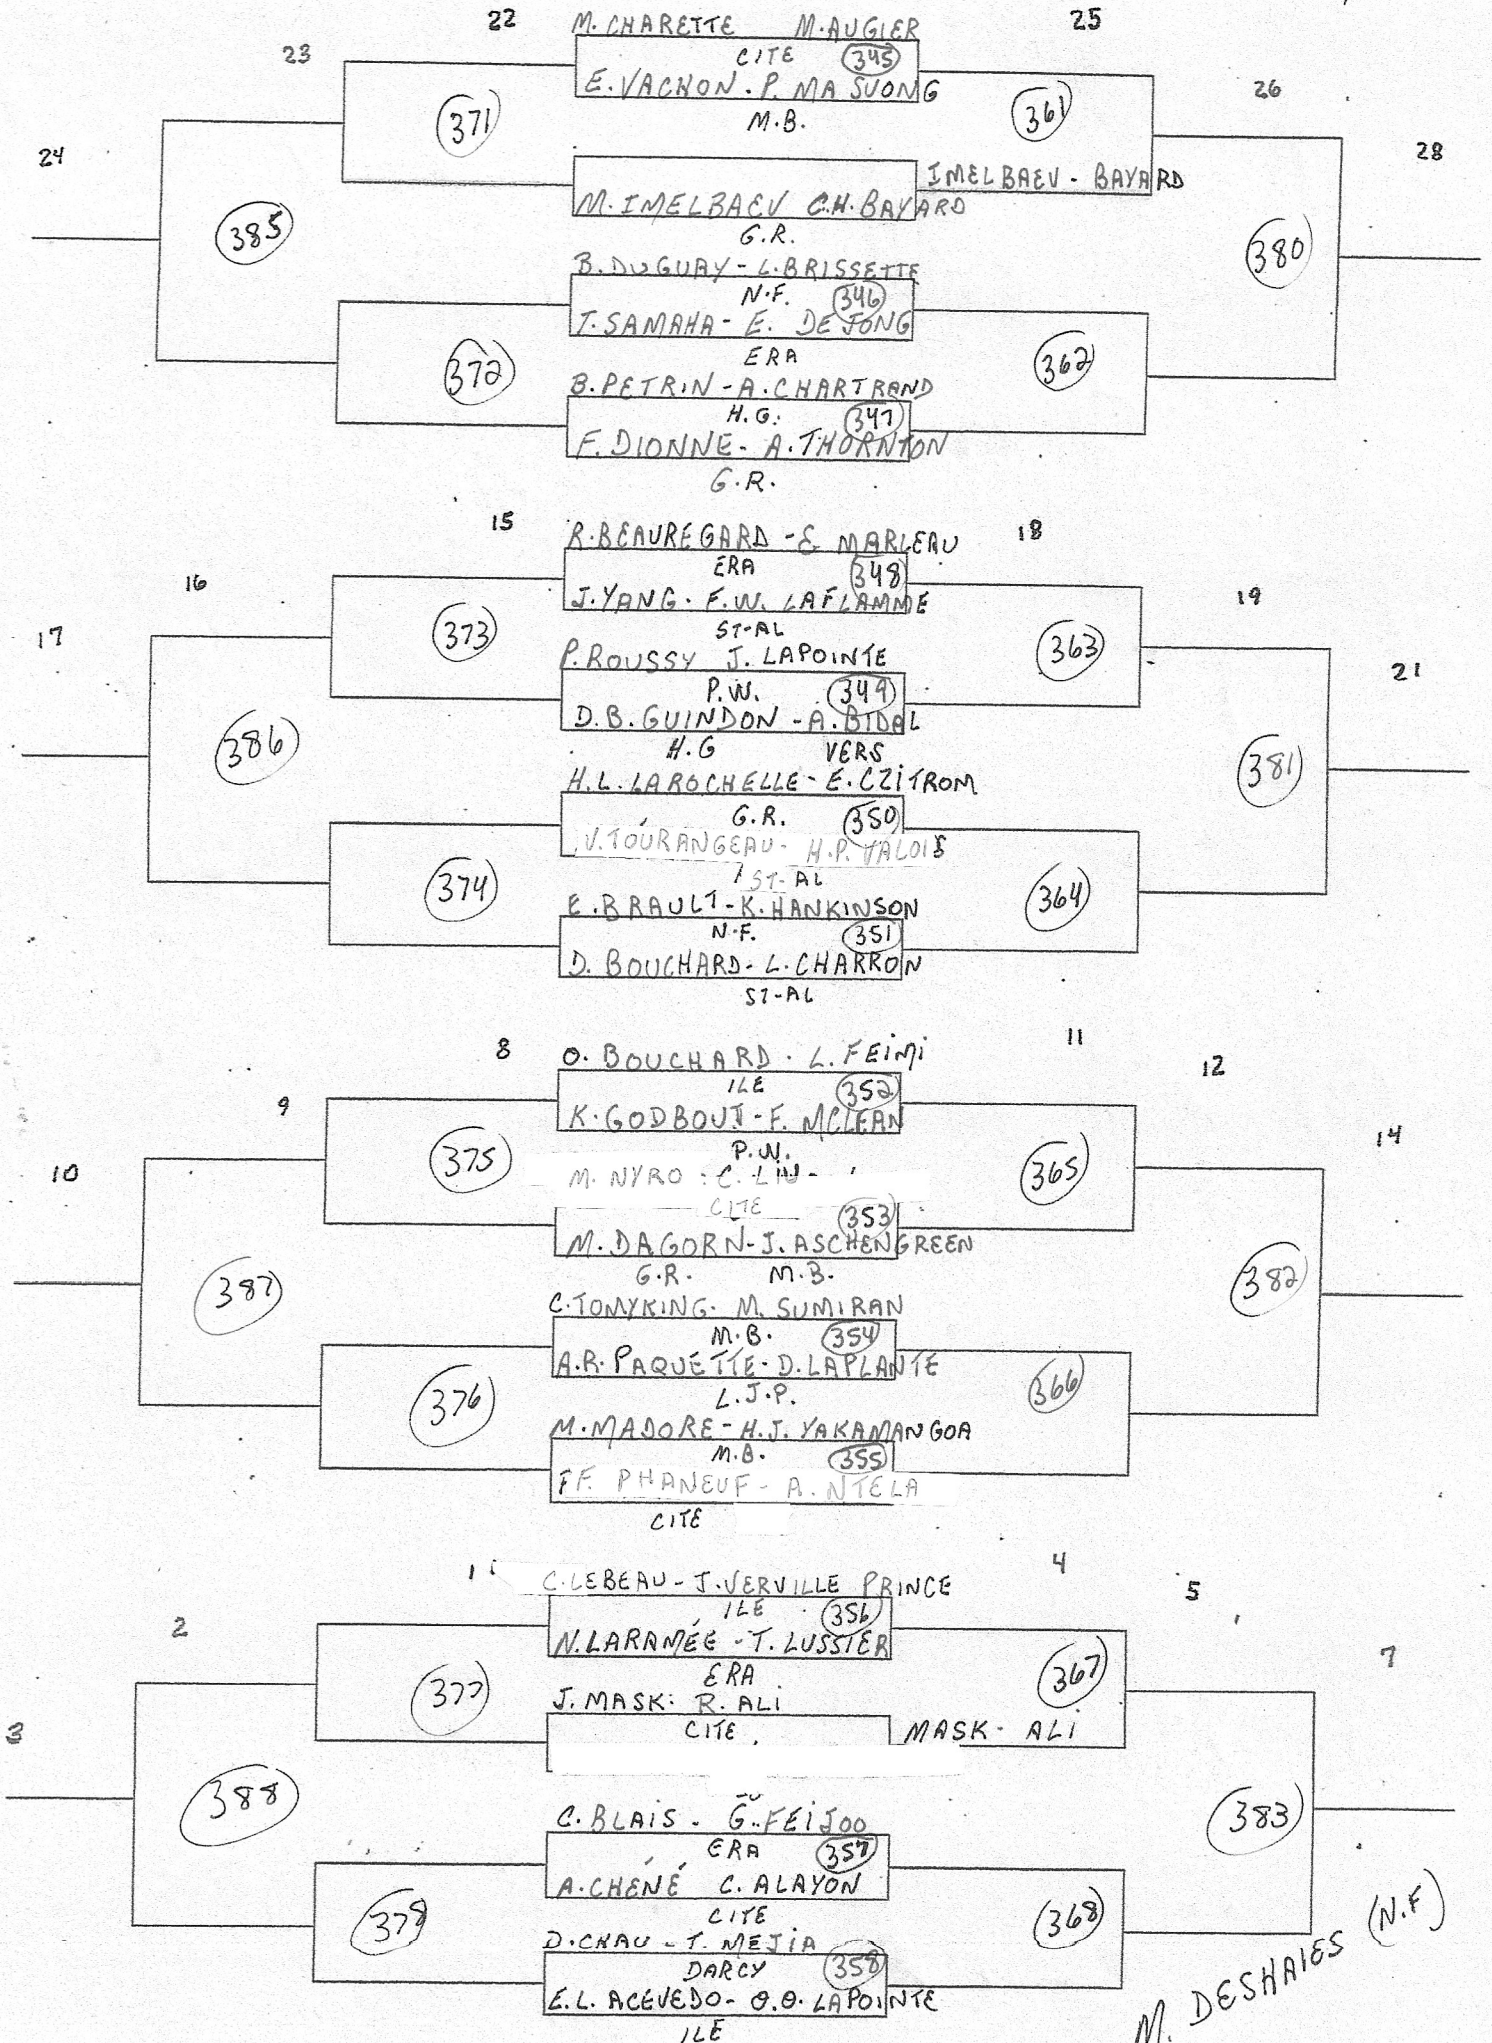 22 M. CHARETTE M. AUGIER 25
23 CITE 345
E. VACHON. P. MA SUONG 26
371 M.B. 361
24 28
IMELBAEV - BAYARD
M. IMELBAEV C.H. BAYARD
385 G.R. 380
B. DUGUAY - L. BRISSETTE
N.F. 346
T. SAMAHA - E. DE JONG
372 ERA 362
B. PETRIN - A. CHARTRAND
H.G. 347
F. DIONNE - A. THORNTON
G.R.
15 R. BEAUREGARD - E MARLEAU 18
16 ERA 348
J. YANG. F.W. LAFLAMME 19
17 373 ST-AL 363
P. ROUSSY J. LAPOINTE 21
P.W. 349
D.B. GUINDON - A. BIDAL
386 H.G VERS 381
H.L. LAROCHELLE - E. CZITROM
G.R. 350
V. TOURANGEAU - H.P. VALOIS
374 ST-AL 364
E. BRAULT - K. HANKINSON
N.F. 351
D. BOUCHARD - L. CHARRON
ST-AL
8 O. BOUCHARD. L. FEIMI 11
9 ILE 352 12
K. GODBOUT - F. MCLEAN
375 P.W. 365 14
10 M. NYRO : C. LIU -
CITE 353
M. DAGORN - J. ASCHENGREEN
387 G.R. M.B. 382
C. TOMYKING. M. SUMIRAN
M.B. 354
A.R. PAQUETTE - D. LAPLANTE
376 L.J.P. 366
M. MADORE - H.J. YAKAMANGOA
M.B. 355
FF. PHANEUF - A. NTELA
CITE
1 C. LEBEAU - J. VERVILLE PRINCE 4
2 ILE 356 5
N. LARAMÉE - T. LUSSIER
377 ERA 367 7
J. MASK : R. ALI
3 CITE MASK - ALI
388 C. BLAIS - G. FEIJOO 383
ERA 357
A. CHÉNÉ C. ALAYON
378 CITE 368
D. CHAU - T. MEJIA
DARCY 358
E.L. ACEVEDO - O.O. LAPOINTE
ILE
M. DESHAIES (N.F)